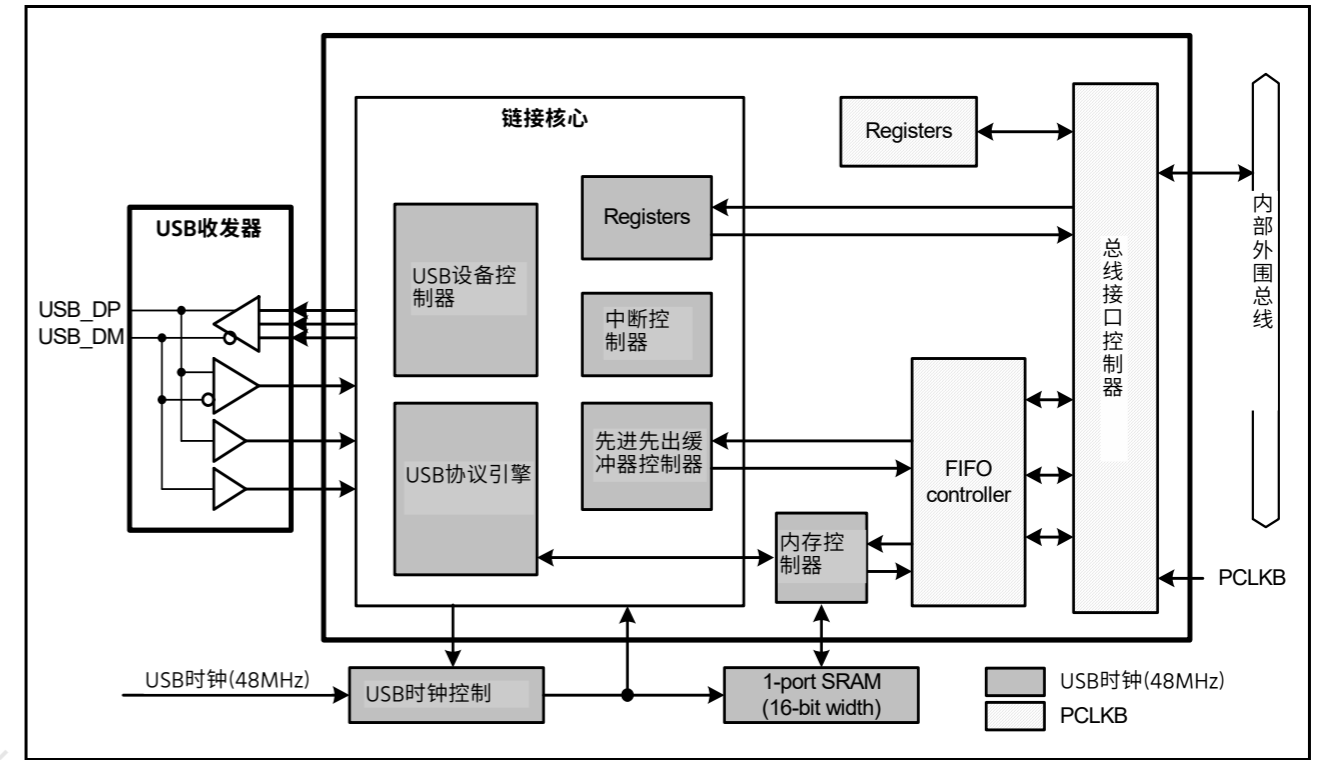 链接核心
Registers
Registers
USB收发器
USB设备控
制器
中断控
制器
USB_DP
USB_DM
USB协议引擎
先进先出缓
冲器控制器
FIFO
controller
内存控
制器
总线接口控制器
内部外围总线
PCLKB
USB时钟(48MHz)
USB时钟控制
1-port SRAM
(16-bit width)
USB时钟(48MHz)
PCLKB